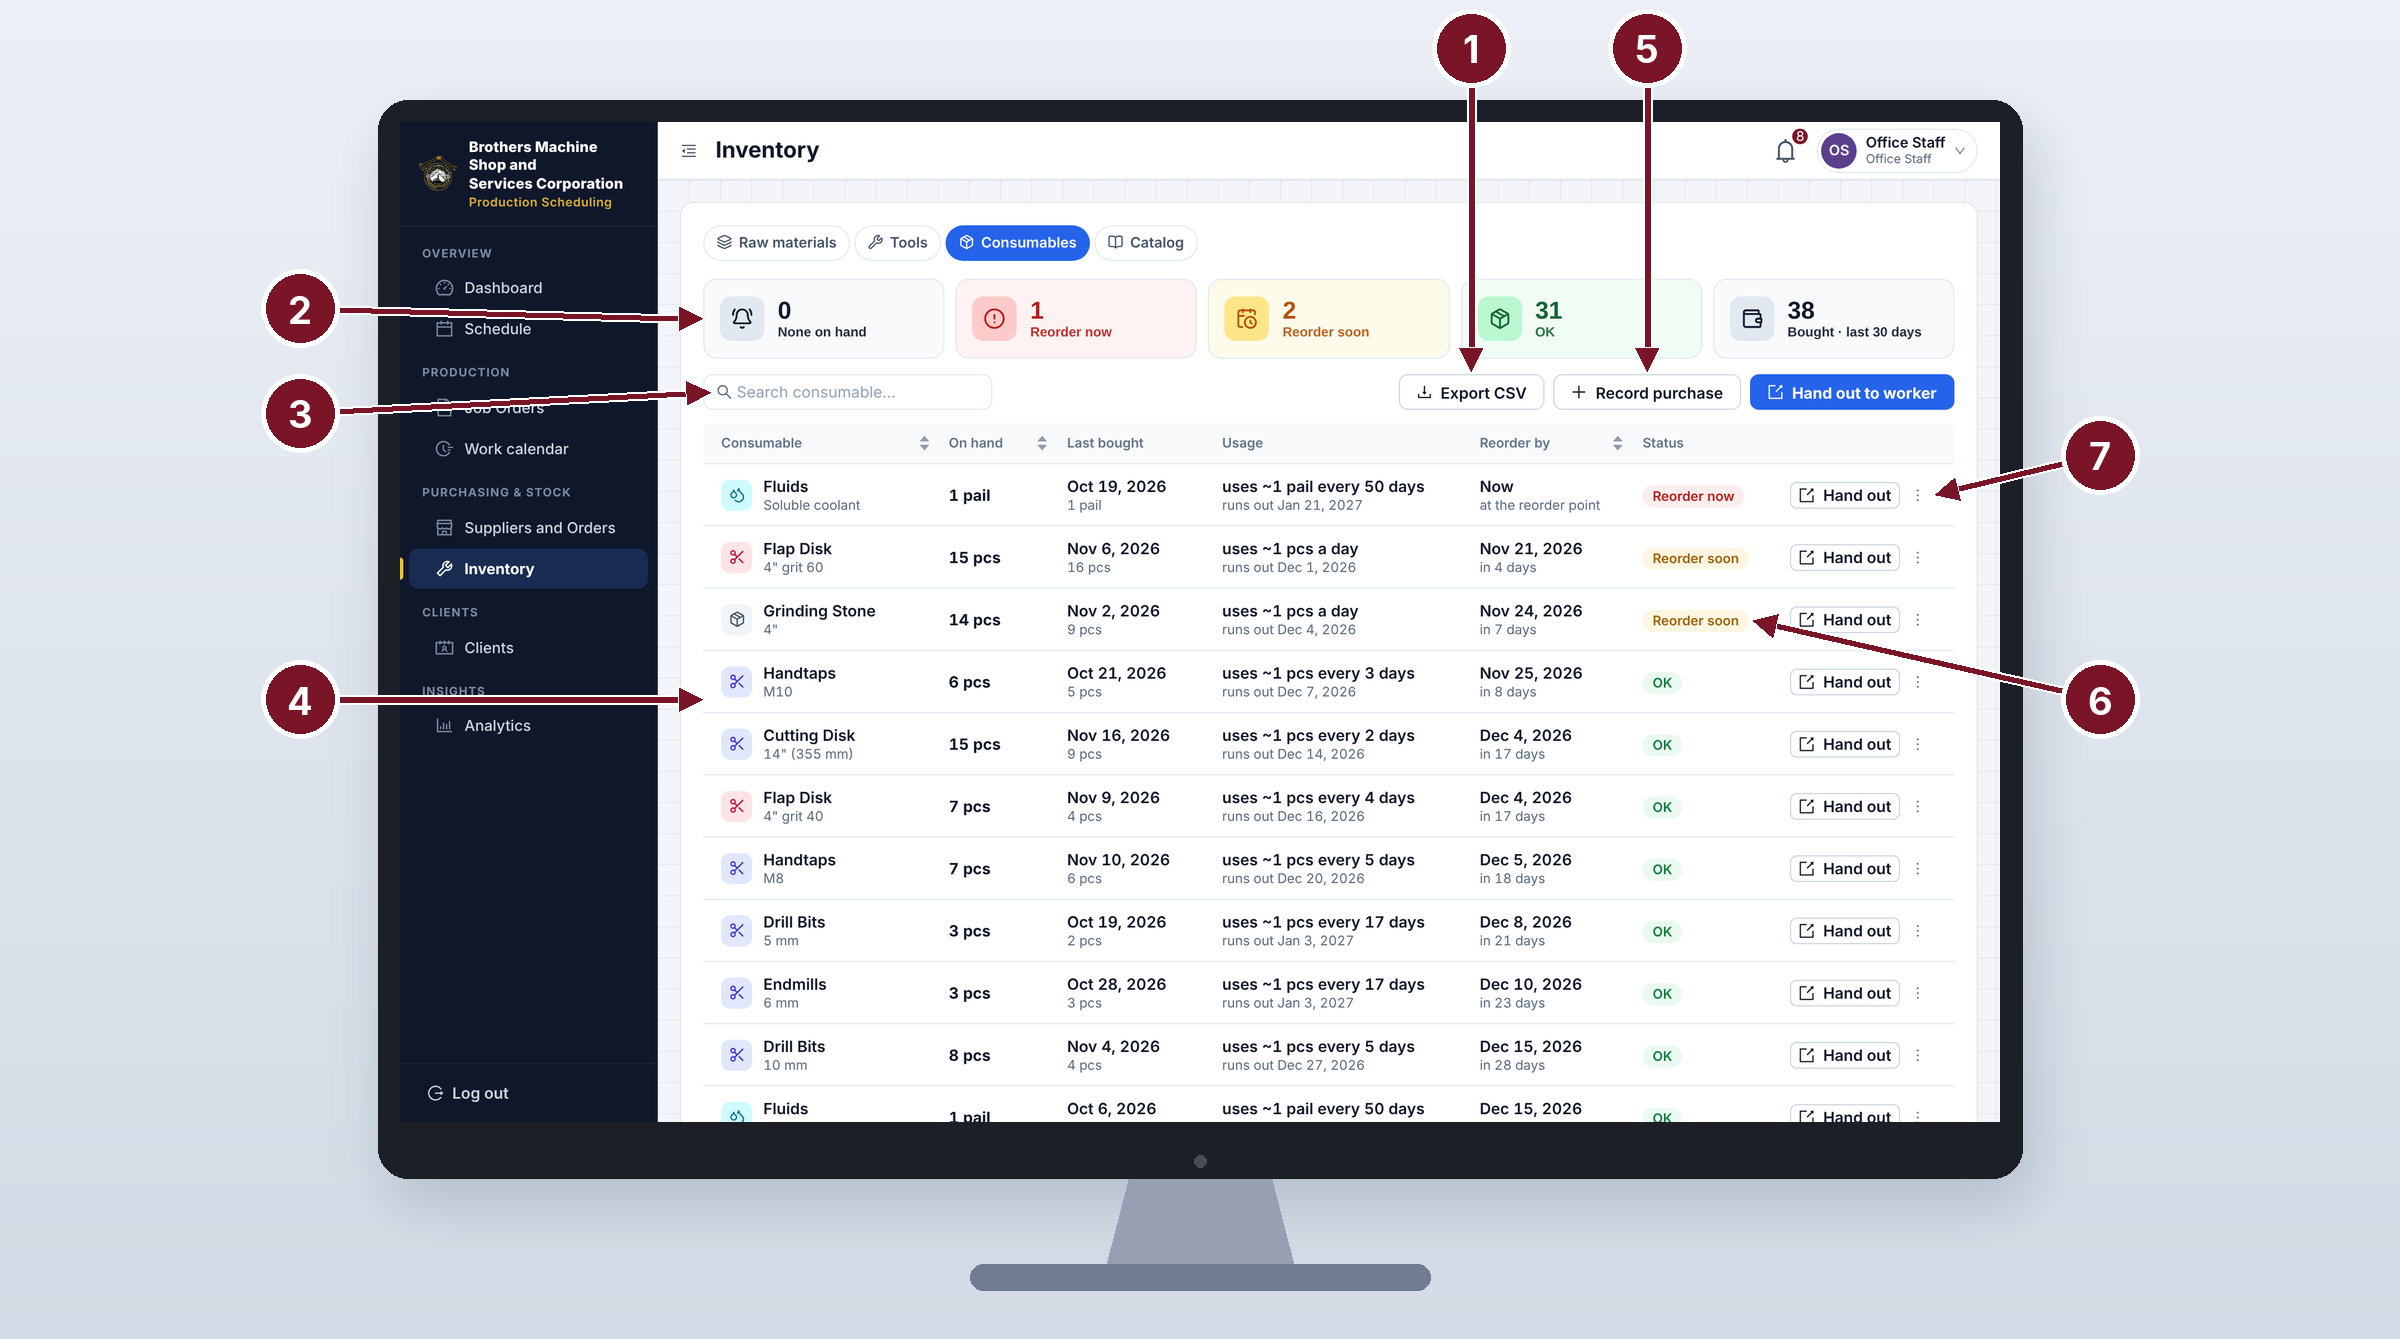 1
5
Brothers Machine
Shop and
Services Corporation
Production Scheduling
Inventory
8
OS
Office Staff
Office Staff
OVERVIEW
Dashboard
Schedule
PRODUCTION
Job Orders
Work calendar
PURCHASING & STOCK
Suppliers and Orders
Inventory
CLIENTS
Clients
INSIGHTS
Analytics
Log out
2
3
4
Raw materials
Tools
Consumables
Catalog
0
None on hand
1
Reorder now
2
Reorder soon
31
OK
38
Bought · last 30 days
Search consumable...
Export CSV
Record purchase
Hand out to worker
Consumable On hand Last bought Usage Reorder by Status
Fluids 1 pail Oct 19, 2026 uses ~1 pail every 50 days Now Reorder now Hand out
Soluble coolant 1 pail runs out Jan 21, 2027 at the reorder point
Flap Disk 15 pcs Nov 6, 2026 uses ~1 pcs a day Nov 21, 2026 Reorder soon Hand out
4" grit 60 16 pcs runs out Dec 1, 2026 in 4 days
Grinding Stone 14 pcs Nov 2, 2026 uses ~1 pcs a day Nov 24, 2026 Reorder soon Hand out
4" 9 pcs runs out Dec 4, 2026 in 7 days
Handtaps 6 pcs Oct 21, 2026 uses ~1 pcs every 3 days Nov 25, 2026 OK Hand out
M10 5 pcs runs out Dec 7, 2026 in 8 days
Cutting Disk 15 pcs Nov 16, 2026 uses ~1 pcs every 2 days Dec 4, 2026 OK Hand out
14" (355 mm) 9 pcs runs out Dec 14, 2026 in 17 days
Flap Disk 7 pcs Nov 9, 2026 uses ~1 pcs every 4 days Dec 4, 2026 OK Hand out
4" grit 40 4 pcs runs out Dec 16, 2026 in 17 days
Handtaps 7 pcs Nov 10, 2026 uses ~1 pcs every 5 days Dec 5, 2026 OK Hand out
M8 6 pcs runs out Dec 20, 2026 in 18 days
Drill Bits 3 pcs Oct 19, 2026 uses ~1 pcs every 17 days Dec 8, 2026 OK Hand out
5 mm 2 pcs runs out Jan 3, 2027 in 21 days
Endmills 3 pcs Oct 28, 2026 uses ~1 pcs every 17 days Dec 10, 2026 OK Hand out
6 mm 3 pcs runs out Jan 3, 2027 in 23 days
Drill Bits 8 pcs Nov 4, 2026 uses ~1 pcs every 5 days Dec 15, 2026 OK Hand out
10 mm 4 pcs runs out Dec 27, 2026 in 28 days
Fluids 1 pail Oct 6, 2026 uses ~1 pail every 50 days Dec 15, 2026 OK Hand out
7
6